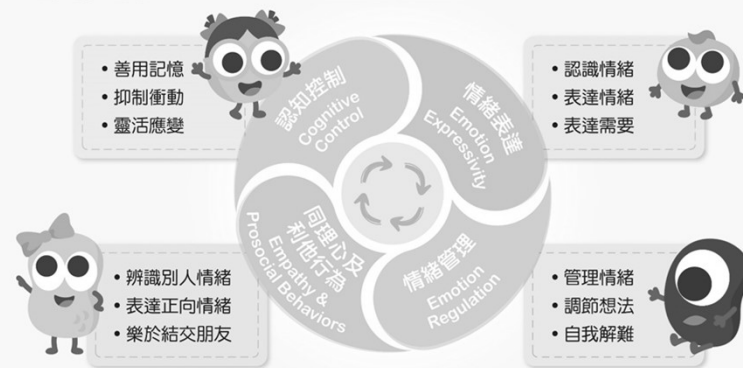 • 善用記憶
• 抑制衝動
• 靈活應變
認知控制
Cognitive
Control
情緒表達
Emotion
Expressivity
• 認識情緒
• 表達情緒
• 表達需要
• 辨識別人情緒
• 表達正向情緒
• 樂於結交朋友
同理心及
利他行為
Empathy &
Prosocial Behaviors
情緒管理
Emotion
Regulation
• 管理情緒
• 調節想法
• 自我解難